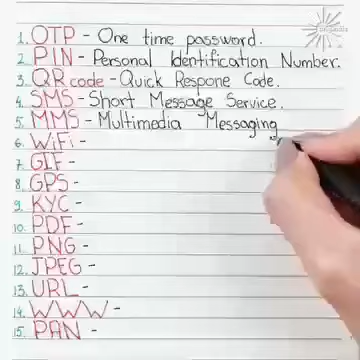 1. OTP - One time password.
2. PIN - Personal Identification Number.
3. QR code - Quick Respone Code.
4. SMS - Short Message Service.
5. MMS - Multimedia Messaging
6. WiFi -
7. GIF -
8. GPS -
9. KYC -
10. PDF -
11. PNG -
12. JPEG -
13. URL -
14. WWW -
15. PAN -